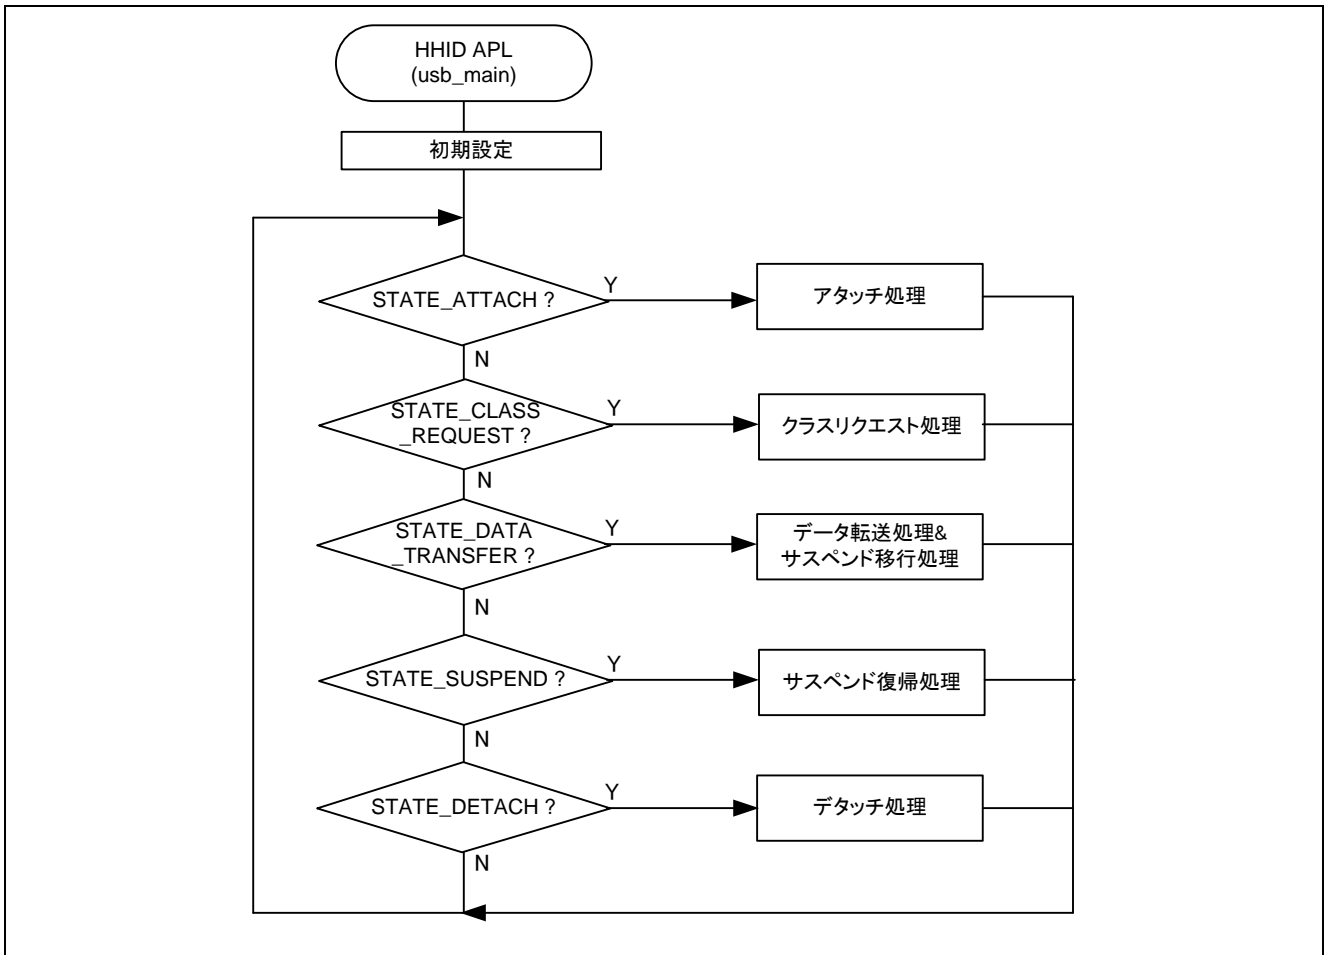 HHID APL
(usb_main)
初期設定
STATE_ATTACH ?
Y
アタッチ処理
N
STATE_CLASS
_REQUEST ?
Y
クラスリクエスト処理
N
STATE_DATA
_TRANSFER ?
Y
データ転送処理&
サスペンド移行処理
N
STATE_SUSPEND ?
Y
サスペンド復帰処理
N
STATE_DETACH ?
Y
デタッチ処理
N